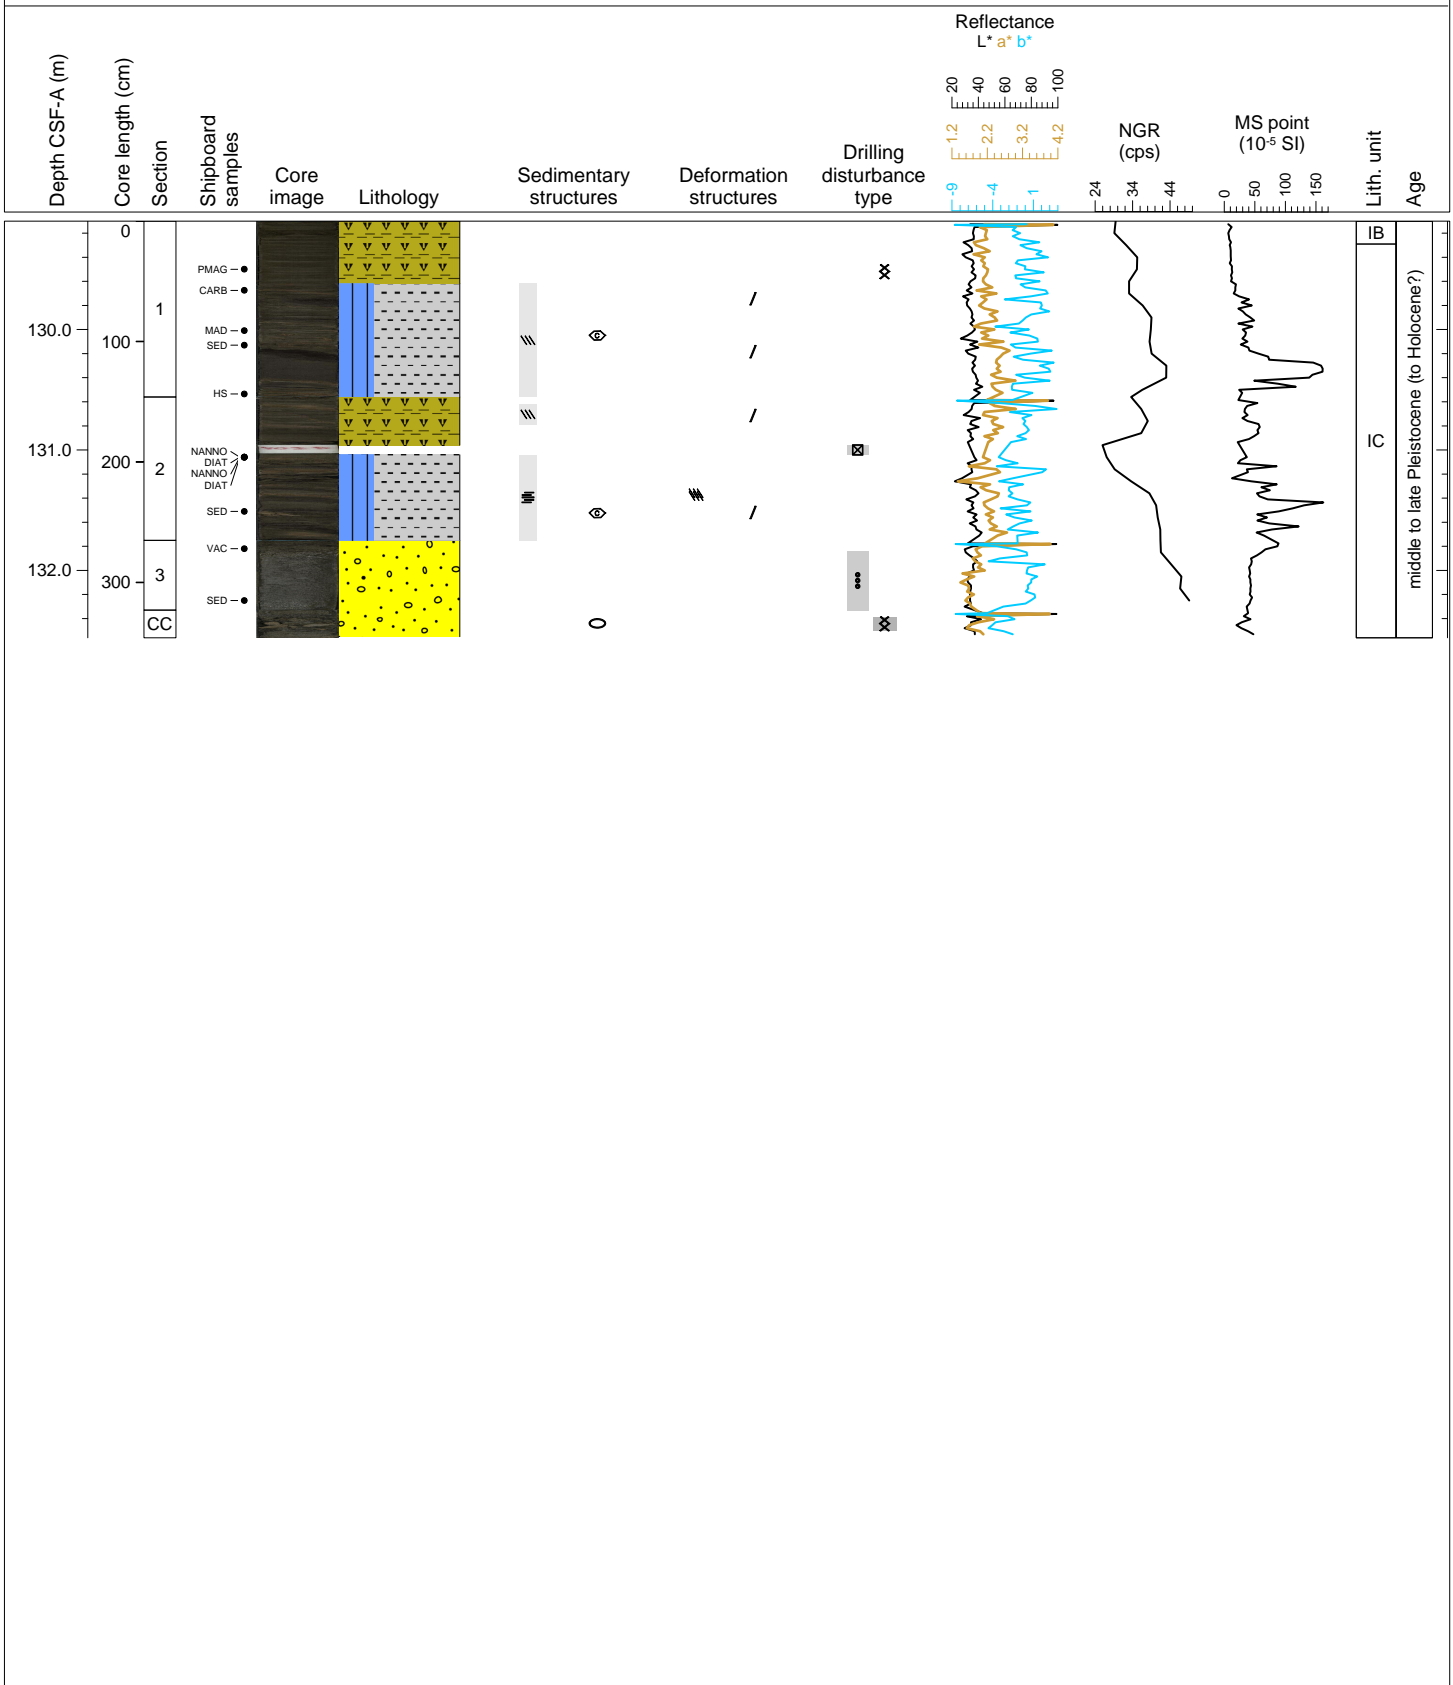 Depth CSF-A (m)
Core length (cm)
Section
Shipboard
samples
Core
image
Lithology
Sedimentary
structures
Deformation
structures
Drilling
disturbance
type
Reflectance
L* a* b*
20 40 60 80 100
1.2 2.2 3.2 4.2
-9 -4 1
NGR
(cps)
24 34 44
MS point
(10⁻⁵ SI)
0 50 100 150
Lith. unit
Age
130.0
131.0
132.0
0
100
200
300
1
2
3
CC
PMAG
CARB
MAD
SED
HS
NANNO
DIAT
NANNO
DIAT
SED
VAC
SED
C
C
IB
IC
middle to late Pleistocene (to Holocene?)